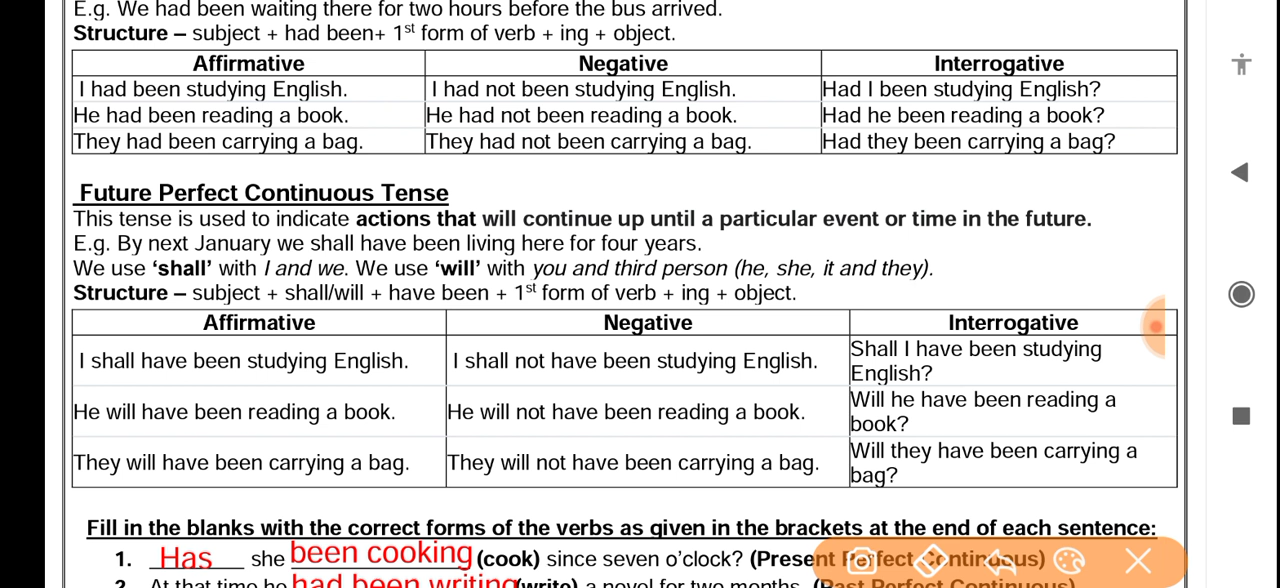 E.g. We had been waiting there for two hours before the bus arrived.
Structure – subject + had been+ 1st form of verb + ing + object.
Affirmative Negative Interrogative
I had been studying English. I had not been studying English. Had I been studying English?
He had been reading a book. He had not been reading a book. Had he been reading a book?
They had been carrying a bag. They had not been carrying a bag. Had they been carrying a bag?
Future Perfect Continuous Tense
This tense is used to indicate actions that will continue up until a particular event or time in the future.
E.g. By next January we shall have been living here for four years.
We use ‘shall’ with I and we. We use ‘will’ with you and third person (he, she, it and they).
Structure – subject + shall/will + have been + 1st form of verb + ing + object.
Affirmative Negative Interrogative
I shall have been studying English. I shall not have been studying English. Shall I have been studying
English?
He will have been reading a book. He will not have been reading a book. Will he have been reading a
book?
They will have been carrying a bag. They will not have been carrying a bag. Will they have been carrying a
bag?
Fill in the blanks with the correct forms of the verbs as given in the brackets at the end of each sentence:
1. Has she been cooking (cook) since seven o’clock? (Present Perfect Continuous)
2. At that time he had been writing (write) a novel for two months. (Past Perfect Continuous)